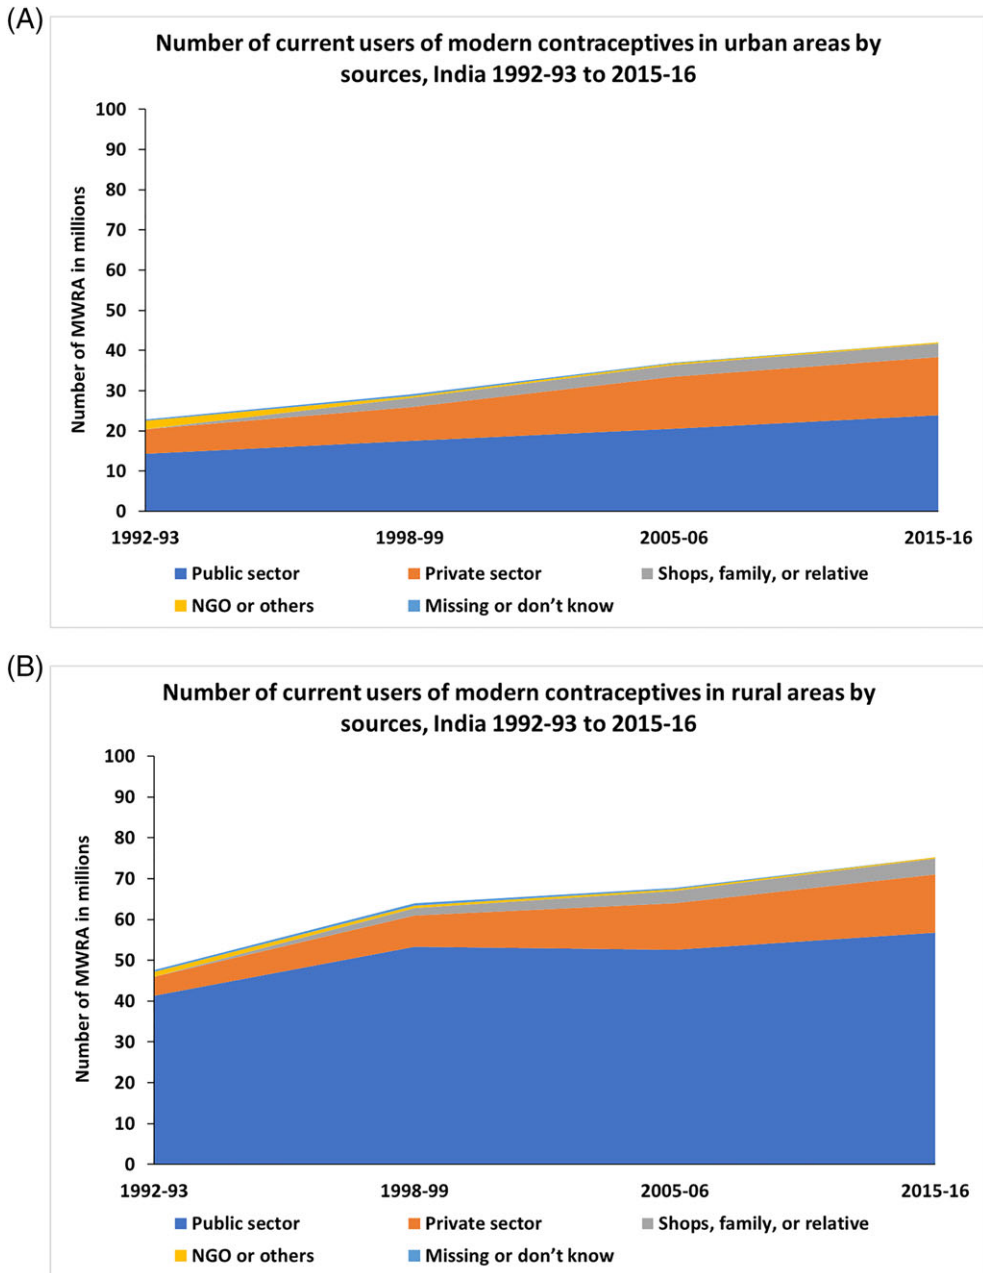 (A)
Number of current users of modern contraceptives in urban areas by
sources, India 1992-93 to 2015-16
Number of MWRA in millions
100
90
80
70
60
50
40
30
20
10
0
1992-93 1998-99 2005-06 2015-16
Public sector Private sector Shops, family, or relative
NGO or others Missing or don’t know
(B)
Number of current users of modern contraceptives in rural areas by
sources, India 1992-93 to 2015-16
Number of MWRA in millions
100
90
80
70
60
50
40
30
20
10
0
1992-93 1998-99 2005-06 2015-16
Public sector Private sector Shops, family, or relative
NGO or others Missing or don’t know